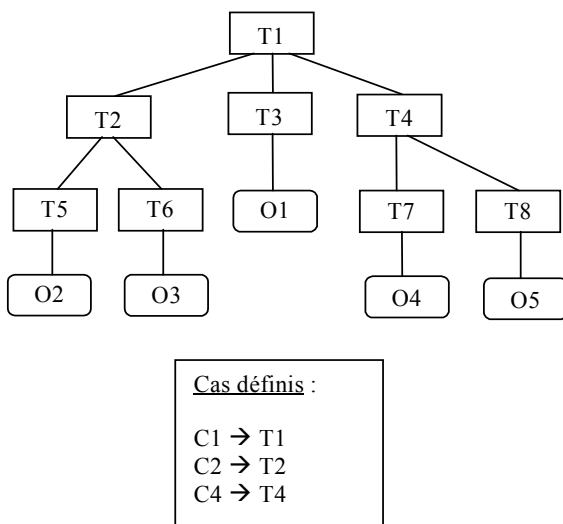 T1
T2 T3 T4
T5 T6 O1 T7 T8
O2 O3 O4 O5
Cas définis :
C1 → T1
C2 → T2
C4 → T4